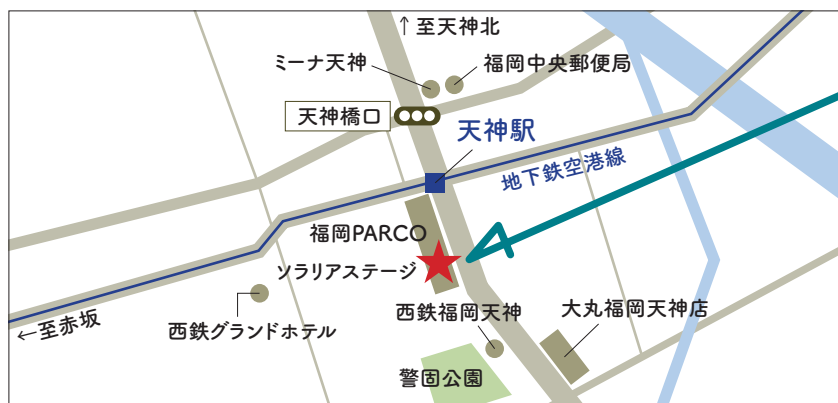 ↑至天神北
ミーナ天神
福岡中央郵便局
天神橋口
天神駅
地下鉄空港線
福岡PARCO
ソラリアステージ
←至赤坂
西鉄グランドホテル
西鉄福岡天神
大丸福岡天神店
警固公園